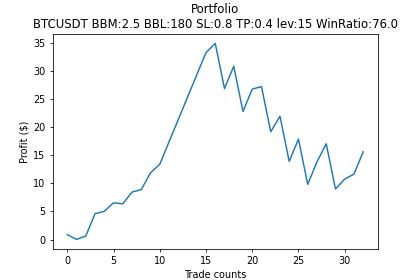 Portfolio
BTCUSDT BBM:2.5 BBL:180 SL:0.8 TP:0.4 lev:15 WinRatio:76.0
35
30
25
20
15
10
5
0
Profit ($)
0 5 10 15 20 25 30
Trade counts